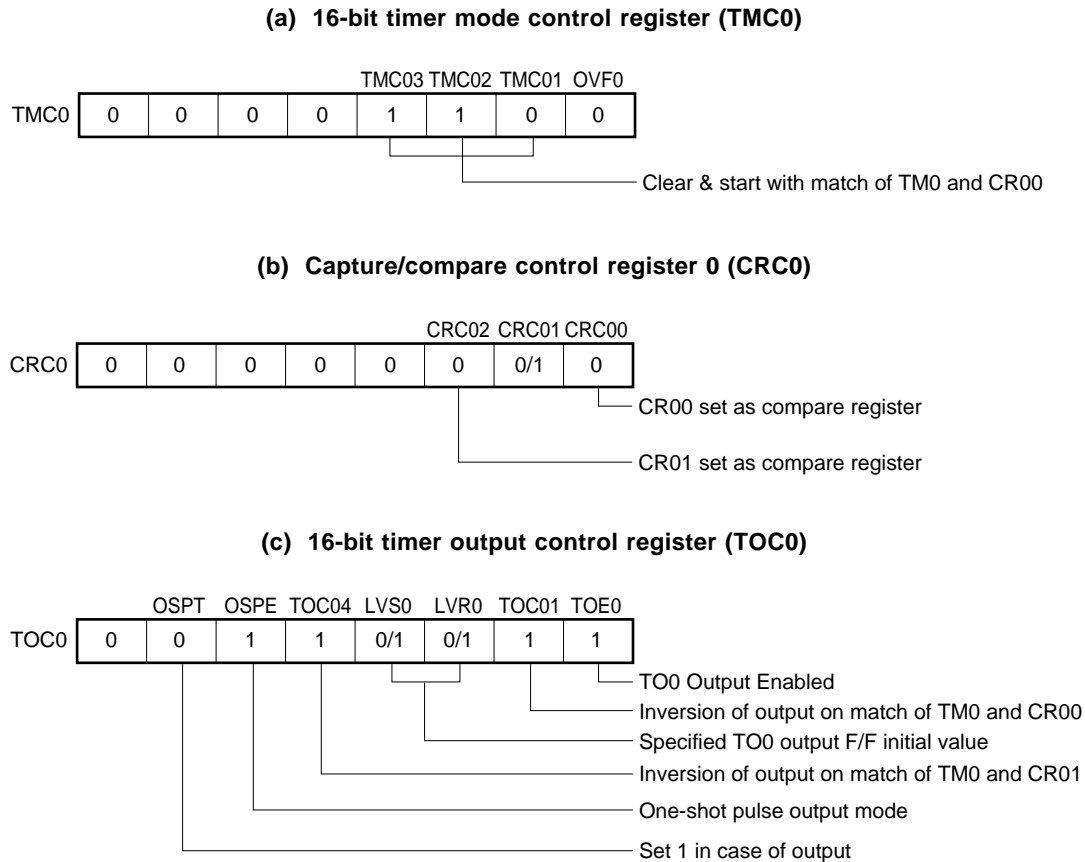 (a) 16-bit timer mode control register (TMC0)
TMC03 TMC02 TMC01 OVF0
TMC0 0 0 0 0 1 1 0 0
Clear & start with match of TM0 and CR00
(b) Capture/compare control register 0 (CRC0)
CRC02 CRC01 CRC00
CRC0 0 0 0 0 0 0 0/1 0
CR00 set as compare register
CR01 set as compare register
(c) 16-bit timer output control register (TOC0)
OSPT OSPE TOC04 LVS0 LVR0 TOC01 TOE0
TOC0 0 0 1 1 0/1 0/1 1 1
TO0 Output Enabled
Inversion of output on match of TM0 and CR00
Specified TO0 output F/F initial value
Inversion of output on match of TM0 and CR01
One-shot pulse output mode
Set 1 in case of output